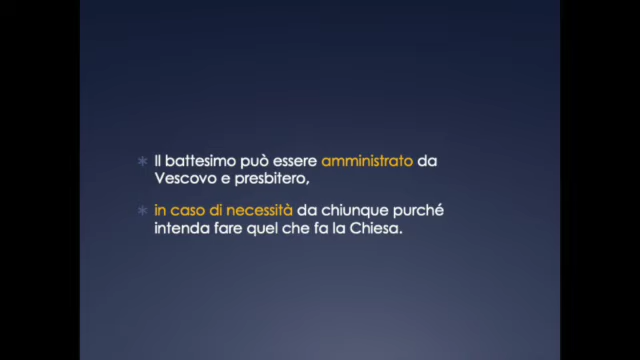 * Il battesimo può essere amministrato da
Vescovo e presbitero,
* in caso di necessità da chiunque purché
intenda fare quel che fa la Chiesa.